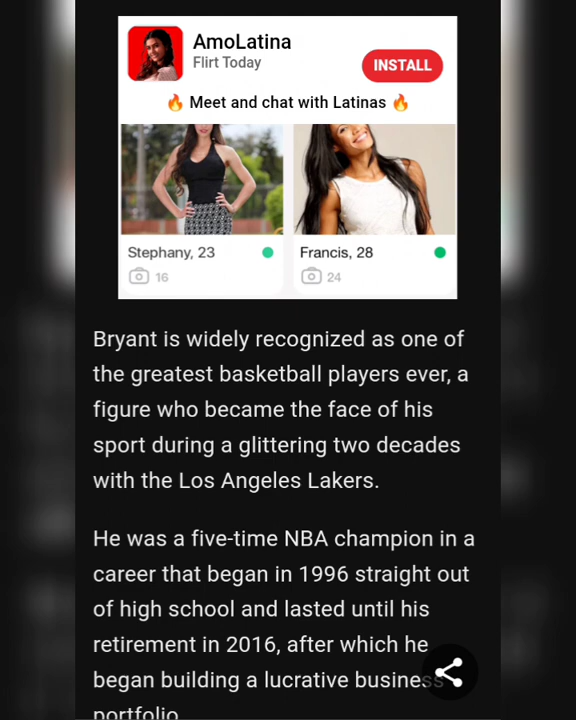 AmoLatina
Flirt Today
INSTALL
🔥 Meet and chat with Latinas 🔥
Stephany, 23
Francis, 28
16
24
Bryant is widely recognized as one of
the greatest basketball players ever, a
figure who became the face of his
sport during a glittering two decades
with the Los Angeles Lakers.
He was a five-time NBA champion in a
career that began in 1996 straight out
of high school and lasted until his
retirement in 2016, after which he
began building a lucrative business
portfolio